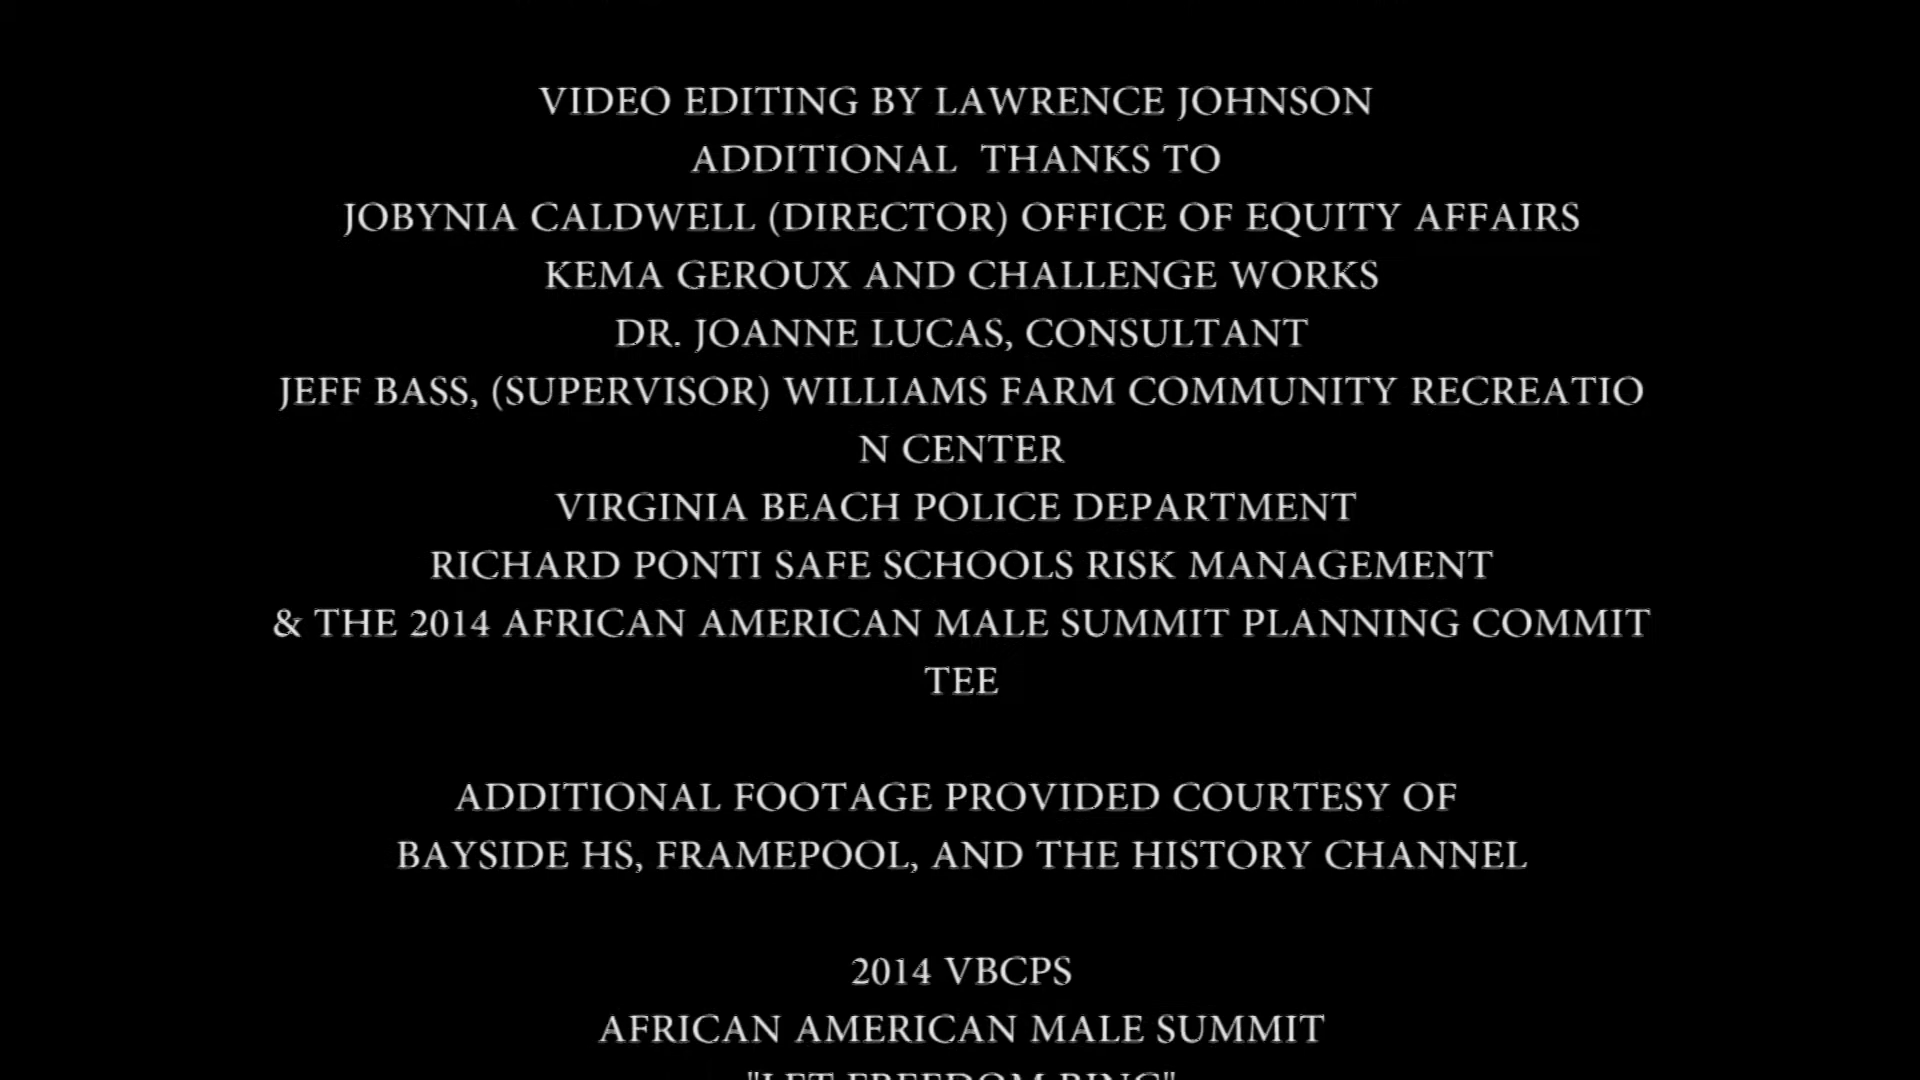 VIDEO EDITING BY LAWRENCE JOHNSON
ADDITIONAL  THANKS TO
JOBYNIA CALDWELL (DIRECTOR) OFFICE OF EQUITY AFFAIRS
KEMA GEROUX AND CHALLENGE WORKS
DR. JOANNE LUCAS, CONSULTANT
JEFF BASS, (SUPERVISOR) WILLIAMS FARM COMMUNITY RECREATIO
N CENTER
VIRGINIA BEACH POLICE DEPARTMENT
RICHARD PONTI SAFE SCHOOLS RISK MANAGEMENT
& THE 2014 AFRICAN AMERICAN MALE SUMMIT PLANNING COMMIT
TEE
ADDITIONAL FOOTAGE PROVIDED COURTESY OF
BAYSIDE HS, FRAMEPOOL, AND THE HISTORY CHANNEL
2014 VBCPS
AFRICAN AMERICAN MALE SUMMIT
"LET FREEDOM RING"